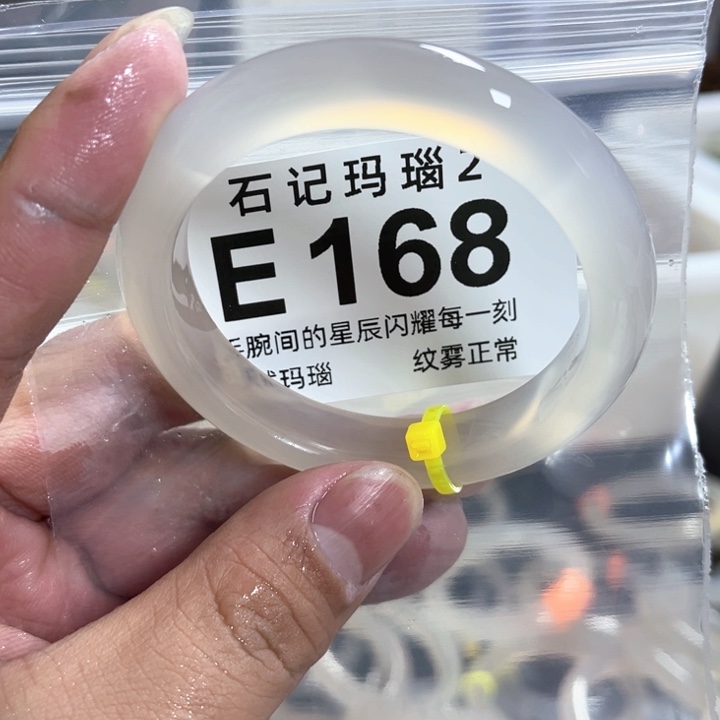 石记玛瑙2
E168
手腕间的星辰闪耀每一刻
玛瑙 纹雾正常